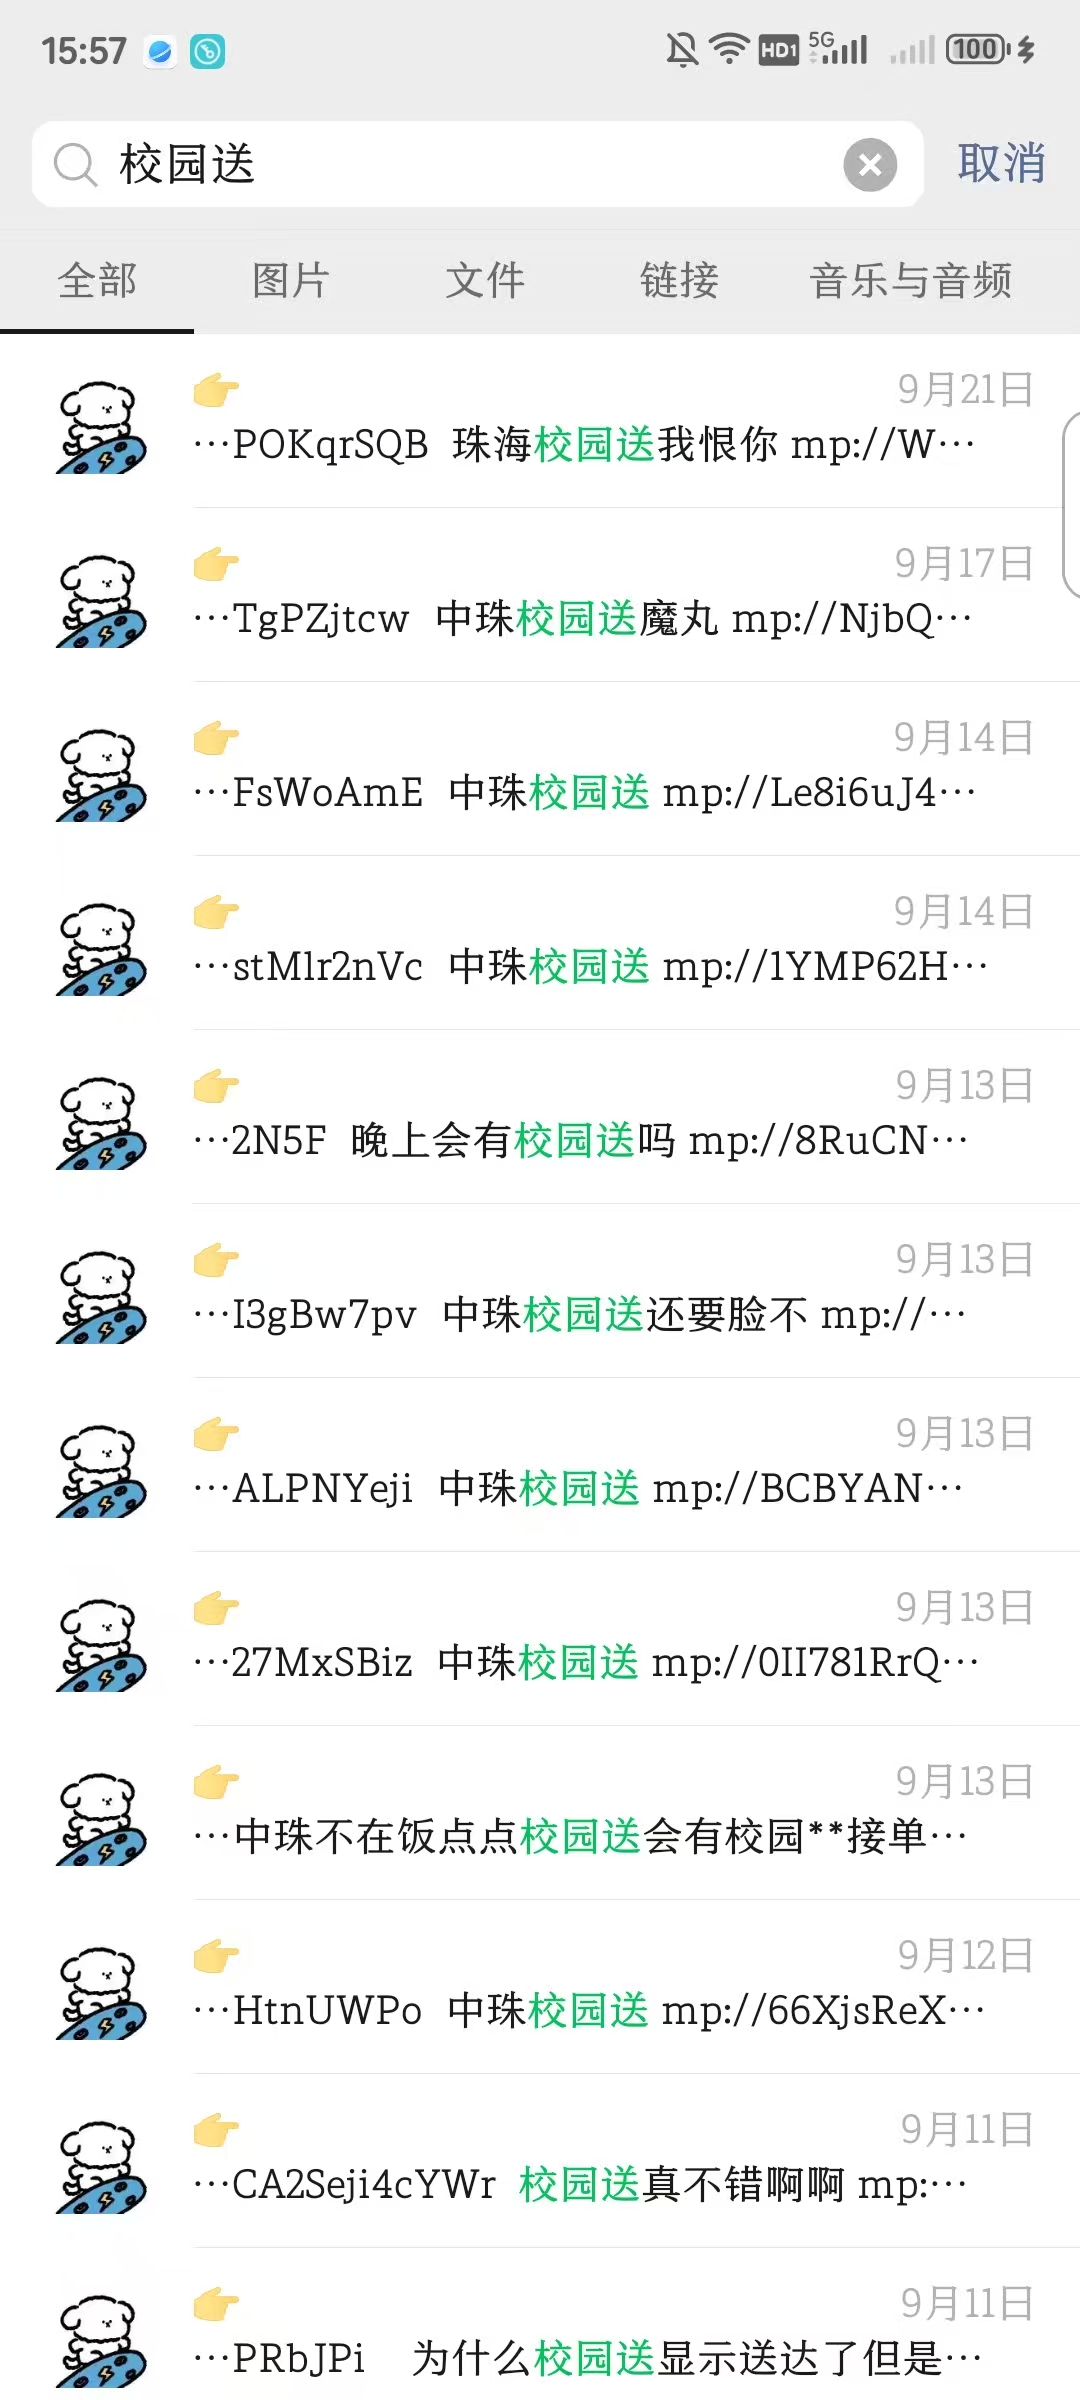 15:57 HD1 5G 100
校园送 取消
全部 图片 文件 链接 音乐与音频
9月21日
···POKqrSQB 珠海校园送我恨你 mp://W···
9月17日
···TgPZjtcw 中珠校园送魔丸 mp://NjbQ···
9月14日
···FsWoAmE 中珠校园送 mp://Le8i6uJ4···
9月14日
···stMlr2nVc 中珠校园送 mp://1YMP62H···
9月13日
···2N5F 晚上会有校园送吗 mp://8RuCN···
9月13日
···I3gBw7pv 中珠校园送还要脸不 mp://···
9月13日
···ALPNYeji 中珠校园送 mp://BCBYAN···
9月13日
···27MxSBiz 中珠校园送 mp://0II781RrQ···
9月13日
···中珠不在饭点点校园送会有校园**接单···
9月12日
···HtnUWPo 中珠校园送 mp://66XjsReX···
9月11日
···CA2Seji4cYWr 校园送真不错啊啊 mp:···
9月11日
···PRbJPi 为什么校园送显示送达了但是···